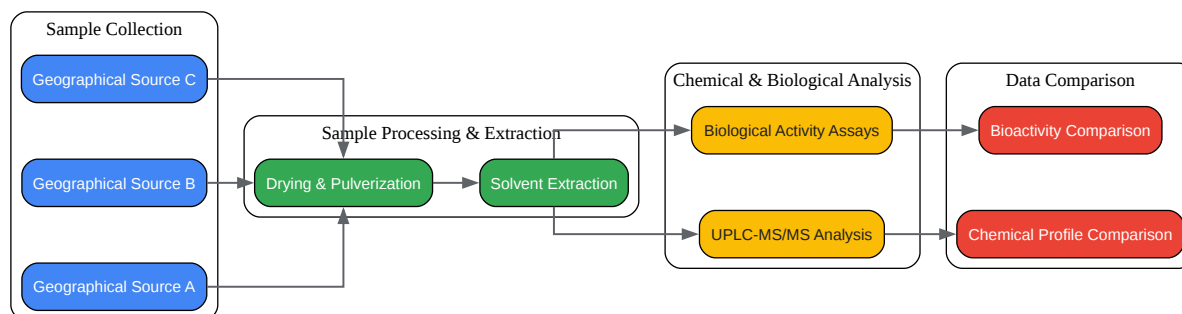 Sample Collection
Geographical Source C
Geographical Source B
Geographical Source A
Sample Processing & Extraction
Drying & Pulverization
Solvent Extraction
Chemical & Biological Analysis
Biological Activity Assays
UPLC-MS/MS Analysis
Data Comparison
Bioactivity Comparison
Chemical Profile Comparison